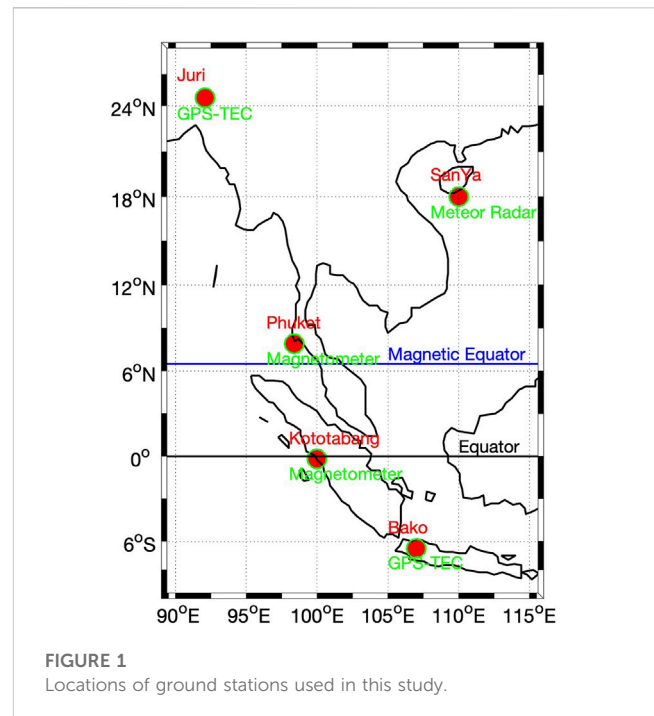 Juri
24°N
GPS-TEC
SanYa
18°N
Meteor Radar
12°N
Phuket
Magnetometer
Magnetic Equator
6°N
Kototabang
Equator
0°
Magnetometer
Bako
6°S
GPS-TEC
90°E 95°E 100°E 105°E 110°E 115°E
FIGURE 1
Locations of ground stations used in this study.